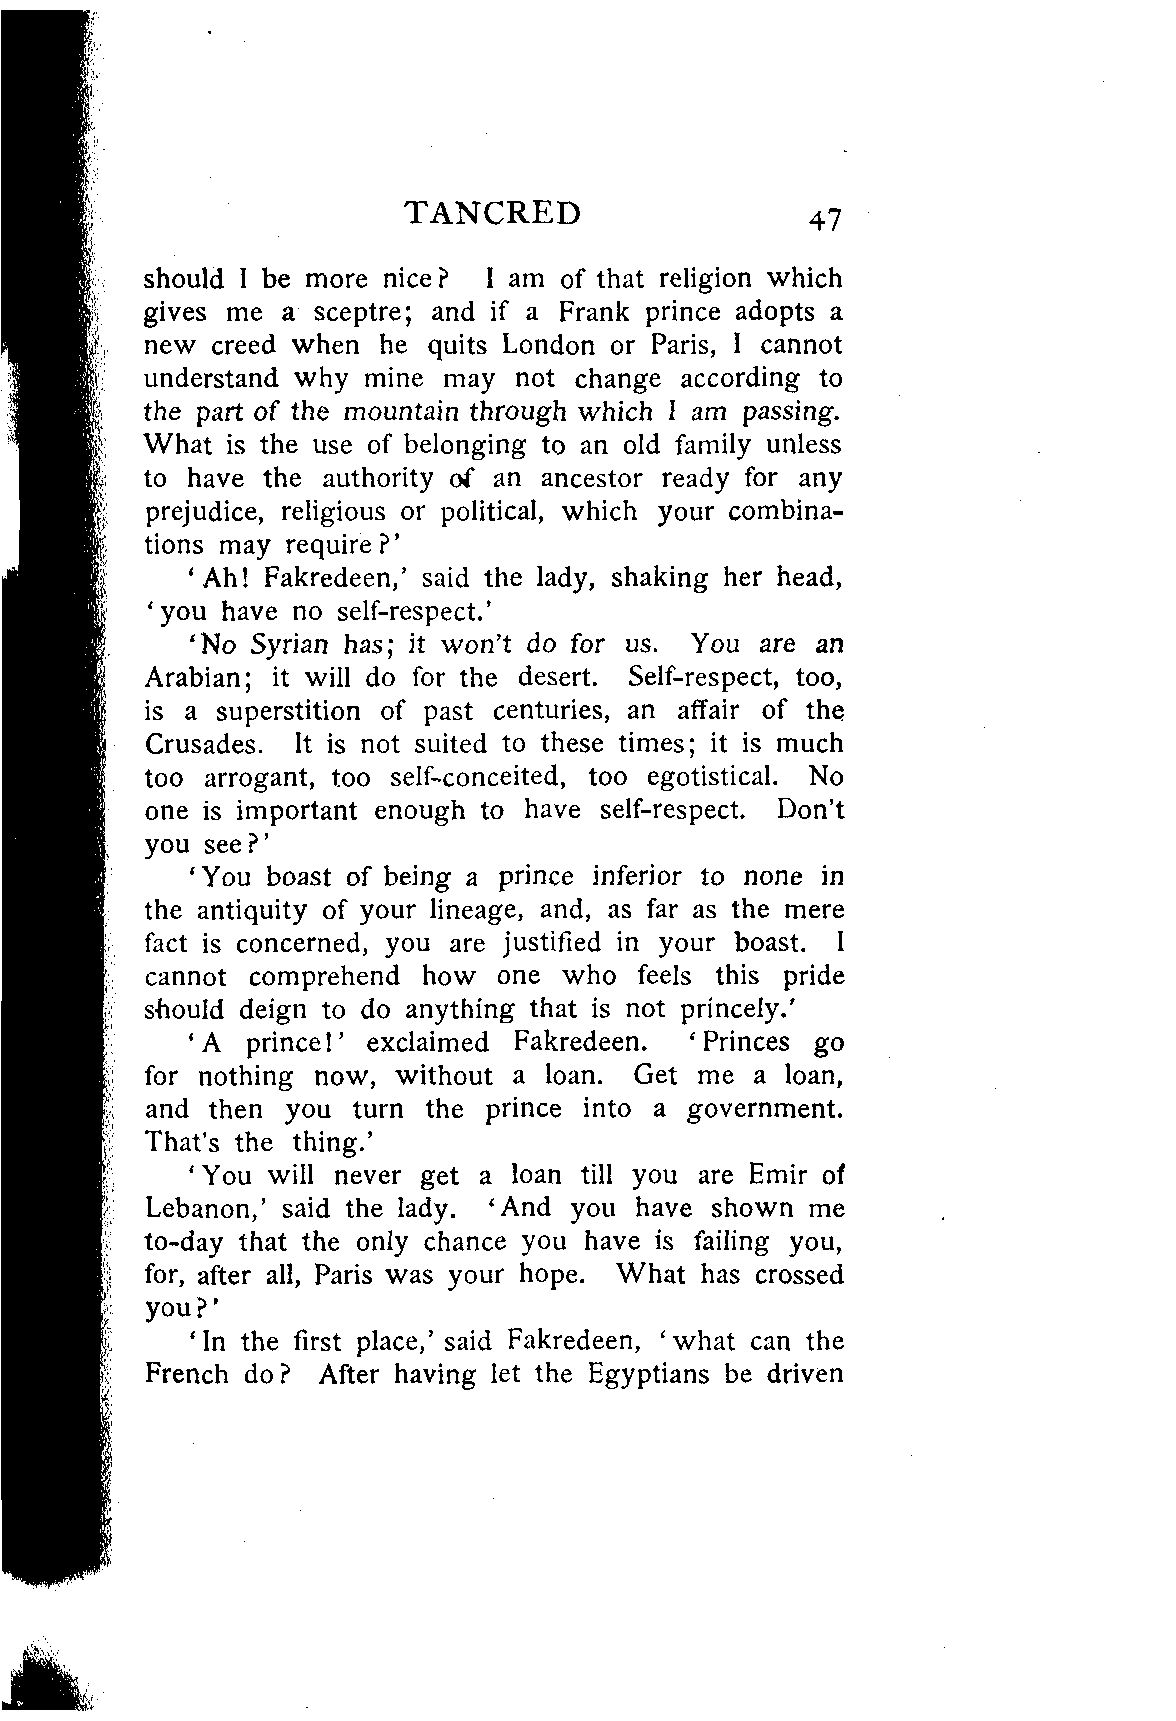 TANCRED 47
should I be more nice? I am of that religion which
gives me a sceptre; and if a Frank prince adopts a
new creed when he quits London or Paris, I cannot
understand why mine may not change according to
the part of the mountain through which I am passing.
What is the use of belonging to an old family unless
to have the authority of an ancestor ready for any
prejudice, religious or political, which your combina-
tions may require?'
'Ah! Fakredeen,' said the lady, shaking her head,
'you have no self-respect.'
'No Syrian has; it won't do for us. You are an
Arabian; it will do for the desert. Self-respect, too,
is a superstition of past centuries, an affair of the
Crusades. It is not suited to these times; it is much
too arrogant, too self-conceited, too egotistical. No
one is important enough to have self-respect. Don't
you see?'
'You boast of being a prince inferior to none in
the antiquity of your lineage, and, as far as the mere
fact is concerned, you are justified in your boast. I
cannot comprehend how one who feels this pride
should deign to do anything that is not princely.'
'A prince!' exclaimed Fakredeen. 'Princes go
for nothing now, without a loan. Get me a loan,
and then you turn the prince into a government.
That's the thing.'
'You will never get a loan till you are Emir of
Lebanon,' said the lady. 'And you have shown me
to-day that the only chance you have is failing you,
for, after all, Paris was your hope. What has crossed
you?'
'In the first place,' said Fakredeen, 'what can the
French do? After having let the Egyptians be driven